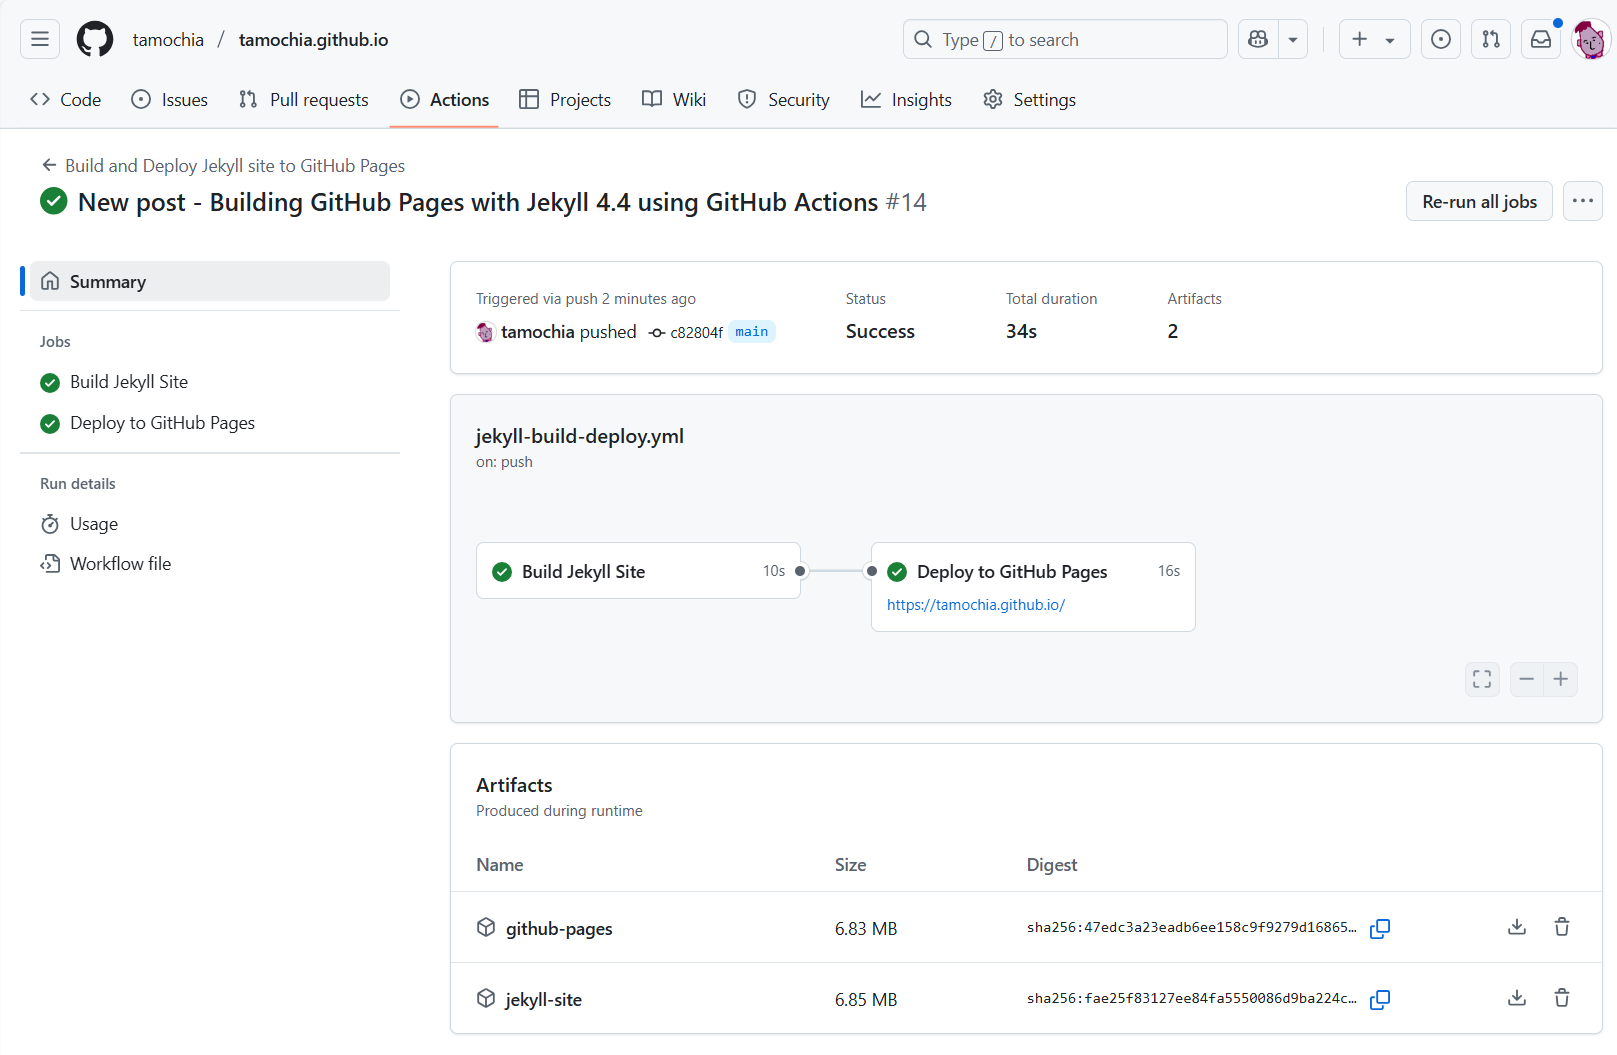 tamochia / tamochia.github.io
Type / to search
Code Issues Pull requests Actions Projects Wiki Security Insights Settings
Build and Deploy Jekyll site to GitHub Pages
New post - Building GitHub Pages with Jekyll 4.4 using GitHub Actions #14
Re-run all jobs
Summary
Jobs
Build Jekyll Site
Deploy to GitHub Pages
Run details
Usage
Workflow file
Triggered via push 2 minutes ago
tamochia pushed c82804f main
Status
Success
Total duration
34s
Artifacts
2
jekyll-build-deploy.yml
on: push
Build Jekyll Site 10s
Deploy to GitHub Pages 16s
https://tamochia.github.io/
Artifacts
Produced during runtime
Name Size Digest
github-pages 6.83 MB sha256:47edc3a23eadb6ee158c9f9279d16865…
jekyll-site 6.85 MB sha256:fae25f83127ee84fa5550086d9ba224c…